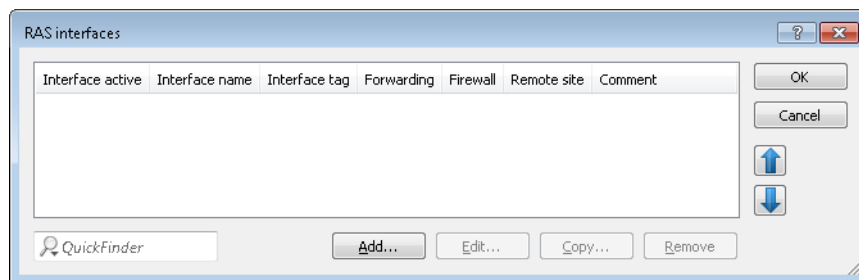 RAS interfaces
?
Interface active Interface name Interface tag Forwarding Firewall Remote site Comment
OK
Cancel
QuickFinder
Add... Edit... Copy... Remove